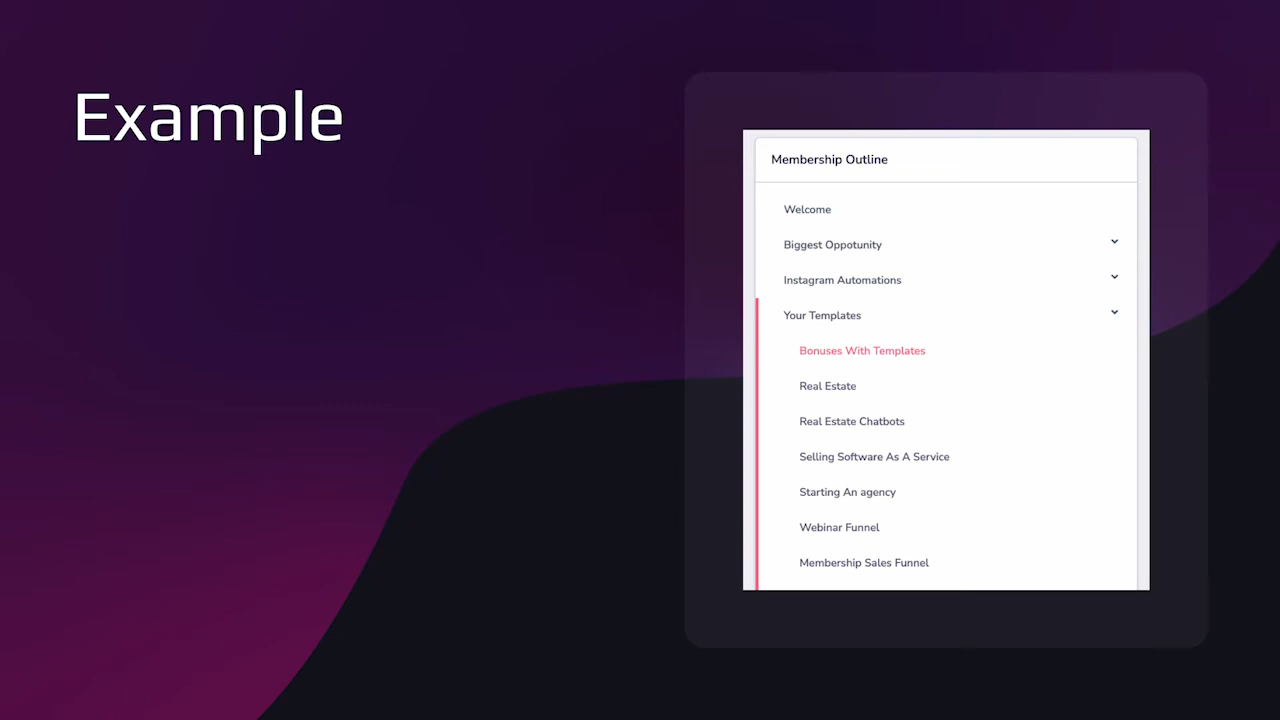 Example
Membership Outline
Welcome
Biggest Oppotunity
Instagram Automations
Your Templates
Bonuses With Templates
Real Estate
Real Estate Chatbots
Selling Software As A Service
Starting An agency
Webinar Funnel
Membership Sales Funnel